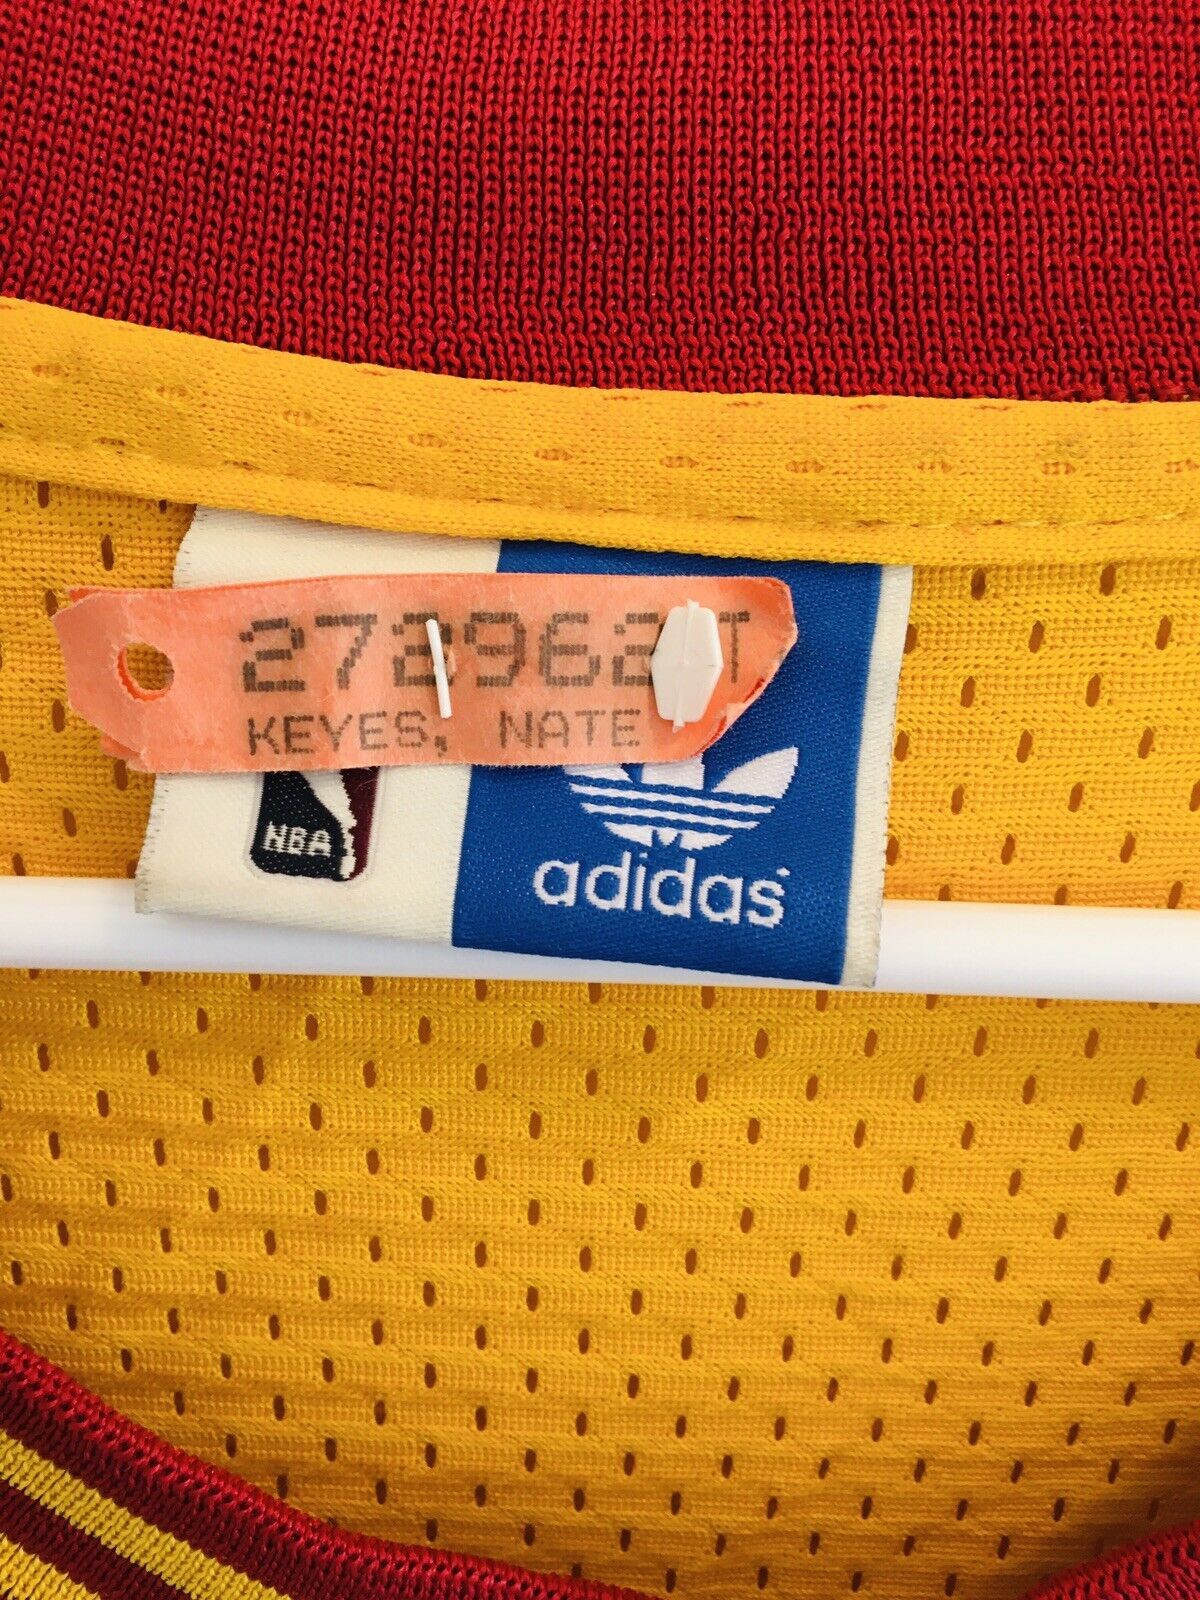 KEYES, NATE
NBA
adidas